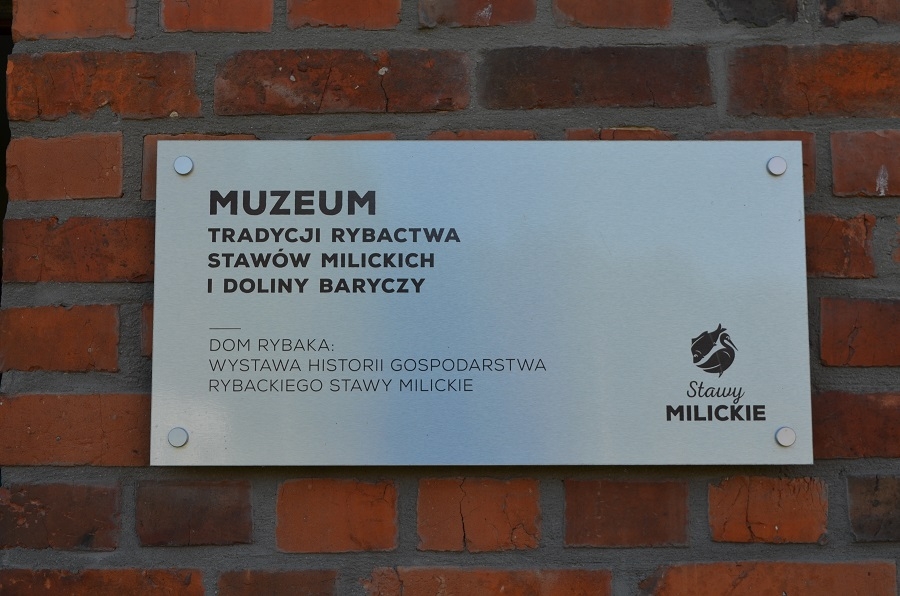 MUZEUM
TRADYCJI RYBACTWA
STAWÓW MILICKICH
I DOLINY BARYCZY
DOM RYBAKA:
WYSTAWA HISTORII GOSPODARSTWA
RYBACKIEGO STAWY MILICKIE
Stawy
MILICKIE